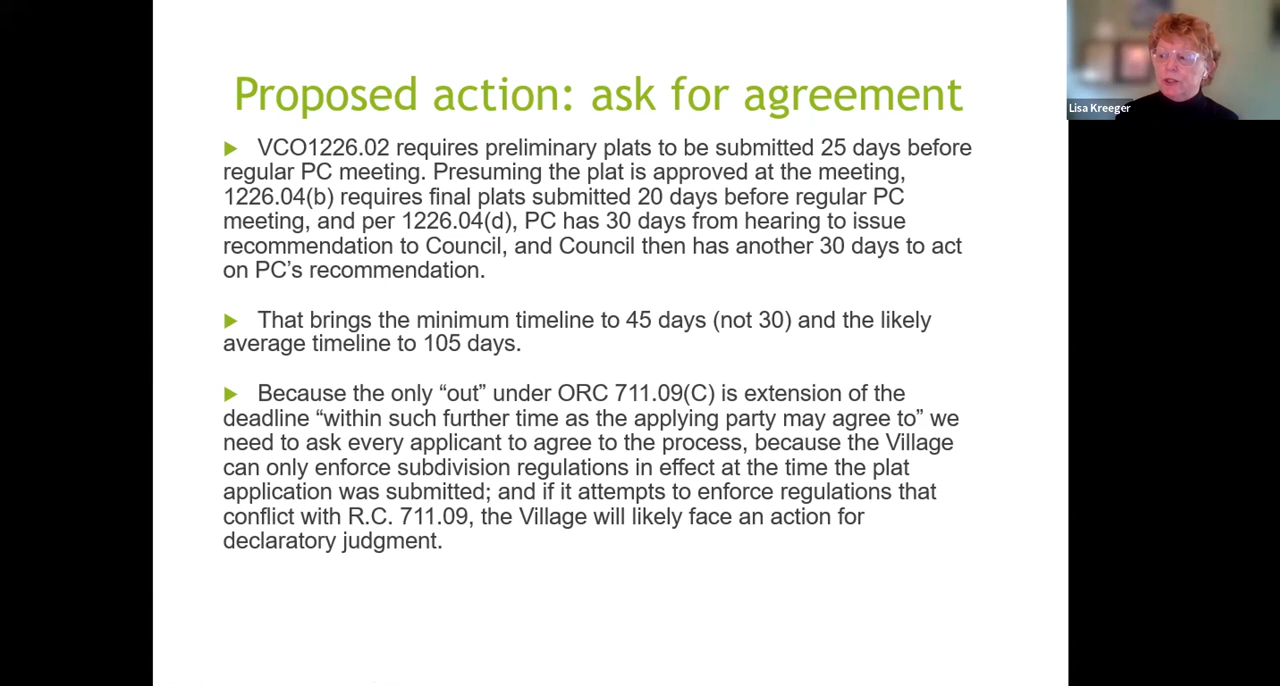 Proposed action: ask for agreement
Lisa Kreeger
VCO1226.02 requires preliminary plats to be submitted 25 days before
regular PC meeting. Presuming the plat is approved at the meeting,
1226.04(b) requires final plats submitted 20 days before regular PC
meeting, and per 1226.04(d), PC has 30 days from hearing to issue
recommendation to Council, and Council then has another 30 days to act
on PC’s recommendation.
That brings the minimum timeline to 45 days (not 30) and the likely
average timeline to 105 days.
Because the only “out” under ORC 711.09(C) is extension of the
deadline “within such further time as the applying party may agree to” we
need to ask every applicant to agree to the process, because the Village
can only enforce subdivision regulations in effect at the time the plat
application was submitted; and if it attempts to enforce regulations that
conflict with R.C. 711.09, the Village will likely face an action for
declaratory judgment.